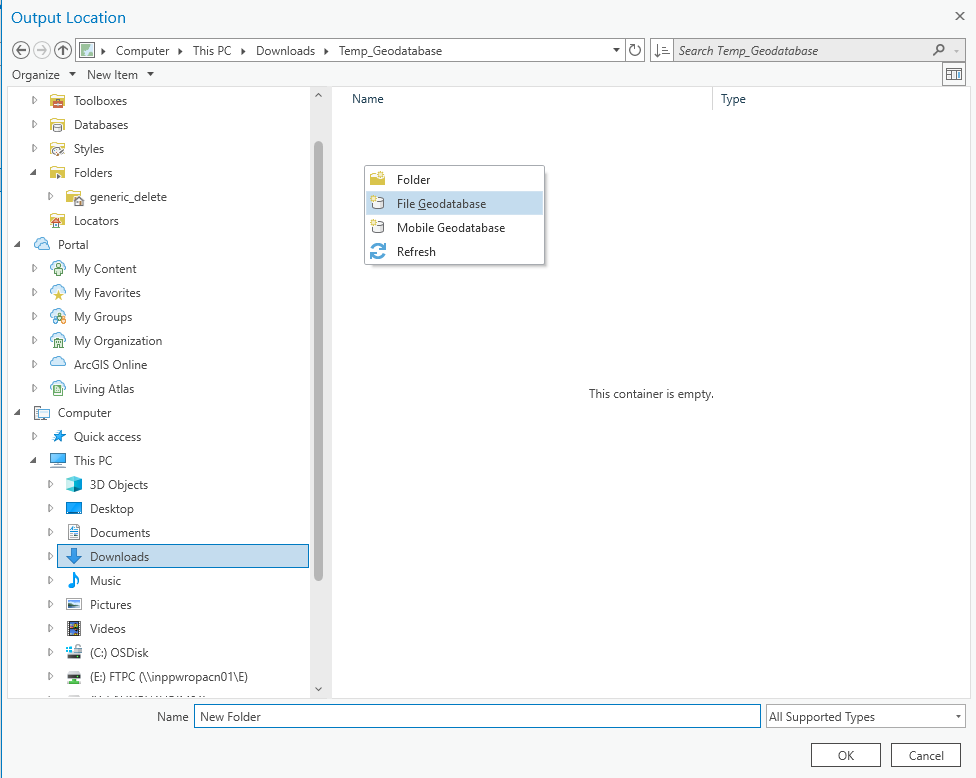 Output Location
Computer This PC Downloads Temp_Geodatabase Search Temp_Geodatabase
Organize New Item
Name Type
Toolboxes
Databases
Styles
Folders
generic_delete
Locators
Portal
My Content
My Favorites
My Groups
My Organization
ArcGIS Online
Living Atlas
Computer
Quick access
This PC
3D Objects
Desktop
Documents
Downloads
Music
Pictures
Videos
(C:) OSDisk
(E:) FTPC (\\inppwropacn01\E)
Folder
File Geodatabase
Mobile Geodatabase
Refresh
This container is empty.
Name New Folder All Supported Types
OK Cancel